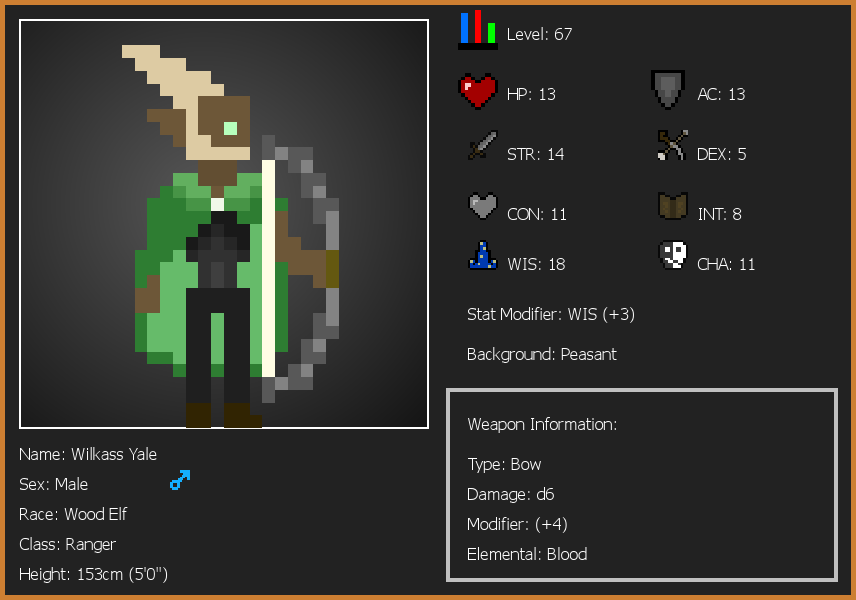 Level: 67
HP: 13
AC: 13
STR: 14
DEX: 5
CON: 11
INT: 8
WIS: 18
CHA: 11
Stat Modifier: WIS (+3)
Background: Peasant
Weapon Information:
Type: Bow
Damage: d6
Modifier: (+4)
Elemental: Blood
Name: Wilkass Yale
Sex: Male
Race: Wood Elf
Class: Ranger
Height: 153cm (5'0")